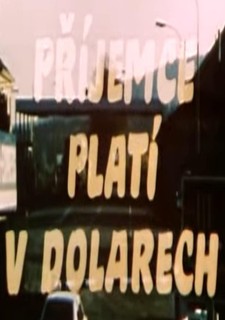 PŘÍJEMCE
PLATÍ
V DOLARECH